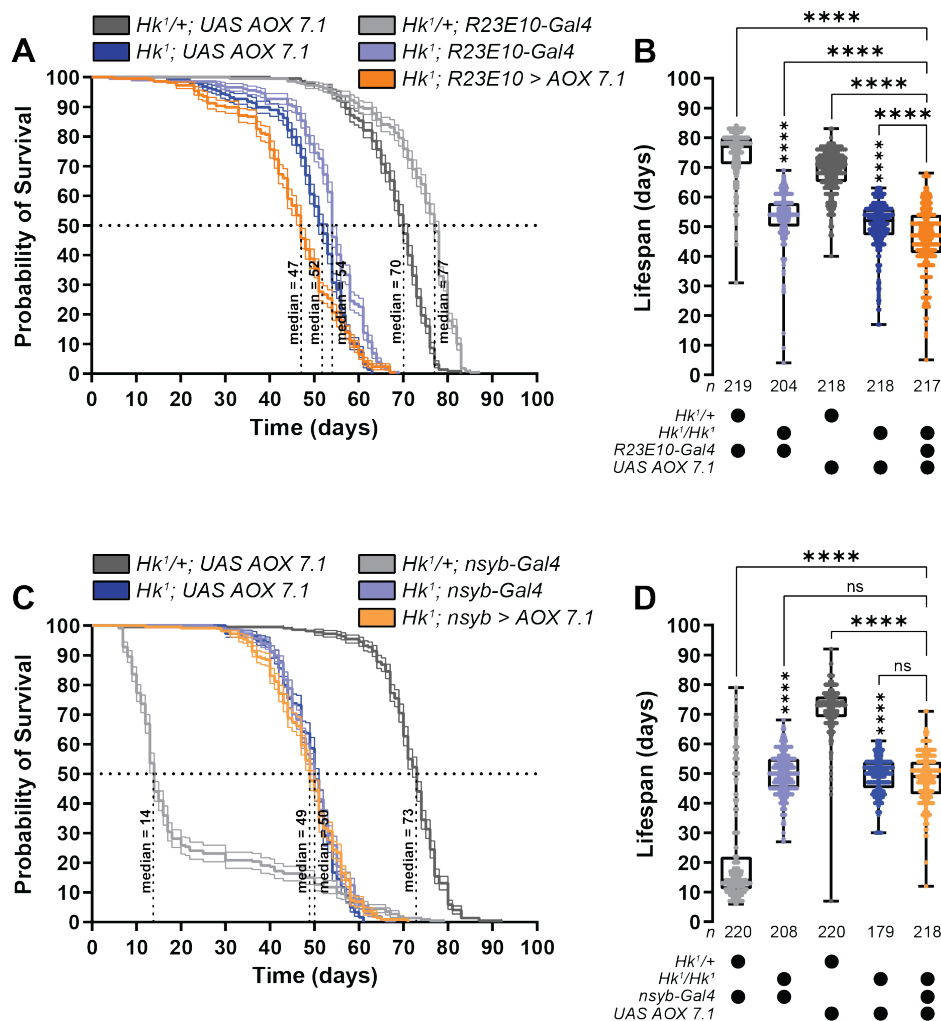 A
Hk¹/+; UAS AOX 7.1
Hk¹/+; R23E10-Gal4
Hk¹; UAS AOX 7.1
Hk¹; R23E10-Gal4
Hk¹; R23E10 > AOX 7.1
Probability of Survival
100
90
80
70
60
50
40
30
20
10
0
median = 47
median = 52
median = 54
median = 70
median = 77
0 10 20 30 40 50 60 70 80 90 100
Time (days)
B
****
****
****
****
****
****
Lifespan (days)
100
90
80
70
60
50
40
30
20
10
0
n 219 204 218 218 217
Hk¹/+
Hk¹/Hk¹
R23E10-Gal4
UAS AOX 7.1
C
Hk¹/+; UAS AOX 7.1
Hk¹/+; nsyb-Gal4
Hk¹; UAS AOX 7.1
Hk¹; nsyb-Gal4
Hk¹; nsyb > AOX 7.1
Probability of Survival
100
90
80
70
60
50
40
30
20
10
0
median = 14
median = 49
median = 50
median = 73
0 10 20 30 40 50 60 70 80 90 100
Time (days)
D
****
ns
****
ns
****
****
Lifespan (days)
100
90
80
70
60
50
40
30
20
10
0
n 220 208 220 179 218
Hk¹/+
Hk¹/Hk¹
nsyb-Gal4
UAS AOX 7.1